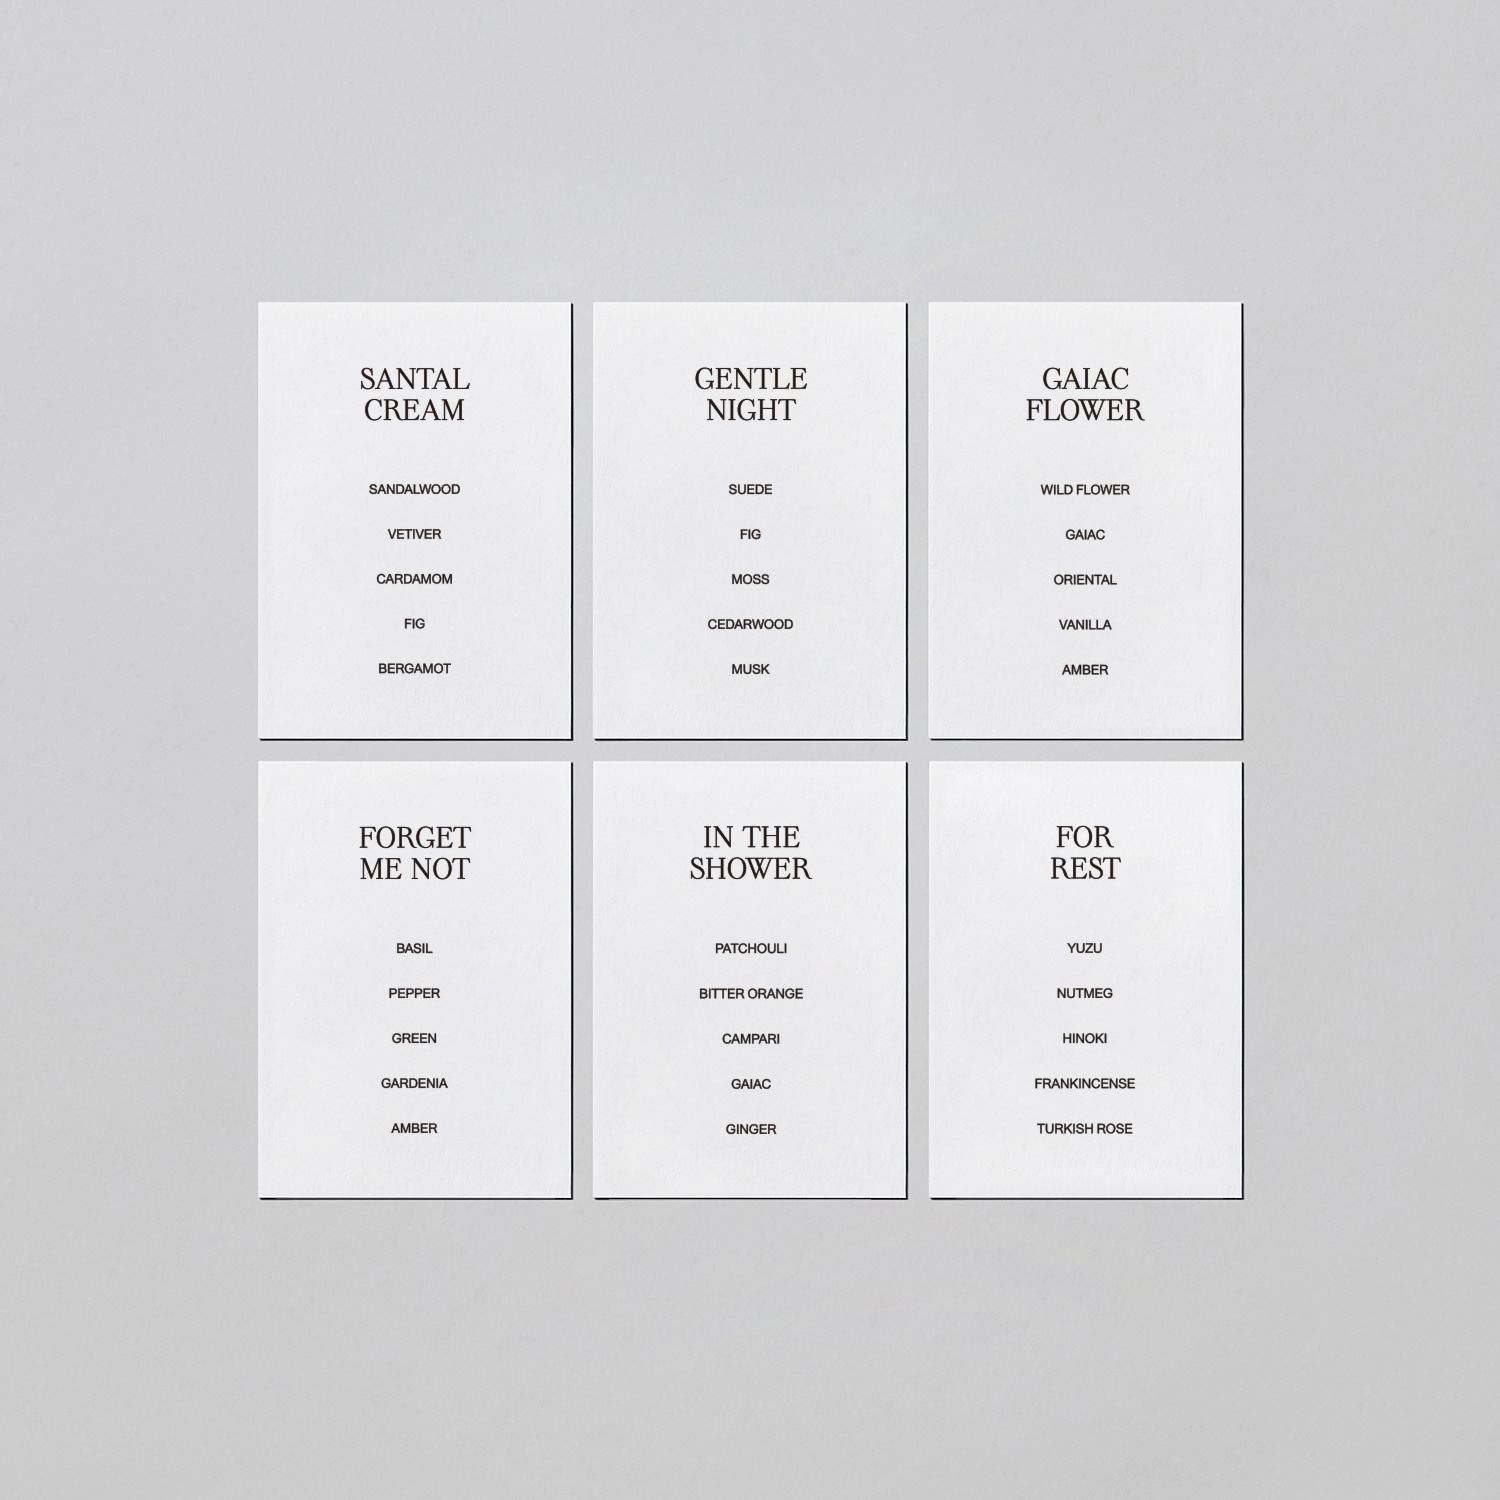 SANTAL
CREAM
SANDALWOOD
VETIVER
CARDAMOM
FIG
BERGAMOT
GENTLE
NIGHT
SUEDE
FIG
MOSS
CEDARWOOD
MUSK
GAIAC
FLOWER
WILD FLOWER
GAIAC
ORIENTAL
VANILLA
AMBER
FORGET
ME NOT
BASIL
PEPPER
GREEN
GARDENIA
AMBER
IN THE
SHOWER
PATCHOULI
BITTER ORANGE
CAMPARI
GAIAC
GINGER
FOR
REST
YUZU
NUTMEG
HINOKI
FRANKINCENSE
TURKISH ROSE